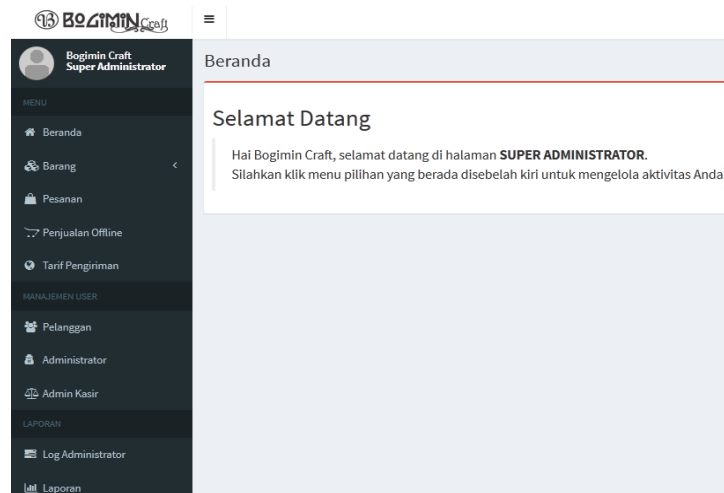 BOGIMIN Craft
Bogimin Craft
Super Administrator
MENU
Beranda
Barang
Pesanan
Penjualan Offline
Tarif Pengiriman
MANAJEMEN USER
Pelanggan
Administrator
Admin Kasir
LAPORAN
Log Administrator
Laporan
Beranda
Selamat Datang
Hai Bogimin Craft, selamat datang di halaman SUPER ADMINISTRATOR.
Silahkan klik menu pilihan yang berada disebelah kiri untuk mengelola aktivitas Anda